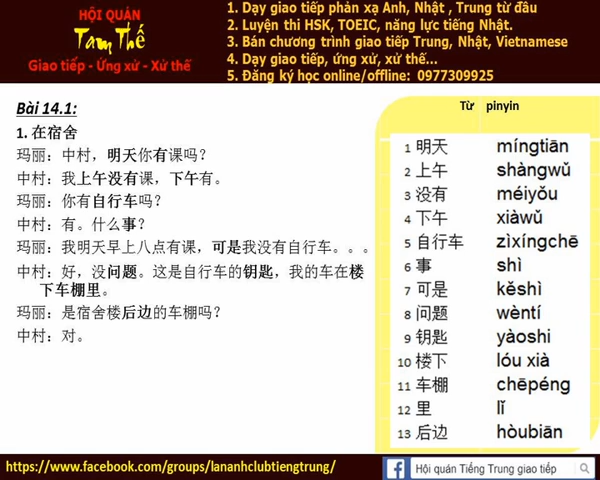 HỘI QUÁN
Tam Thế
Giao tiếp - Ứng xử - Xử thế
1. Dạy giao tiếp phản xạ Anh, Nhật , Trung từ đầu
2. Luyện thi HSK, TOEIC, năng lực tiếng Nhật.
3. Bán chương trình giao tiếp Trung, Nhật, Vietnamese
4. Dạy giao tiếp, ứng xử, xử thế...
5. Đăng ký học online/offline: 0977309925
Bài 14.1:
1. 在宿舍
玛丽：中村，明天你有课吗？
中村：我上午没有课，下午有。
玛丽：你有自行车吗？
中村：有。什么事？
玛丽：我明天早上八点有课，可是我没有自行车。。。
中村：好，没问题。这是自行车的钥匙，我的车在楼
下车棚里。
玛丽：是宿舍楼后边的车棚吗？
中村：对。
Từ pinyin
1 明天 míngtiān
2 上午 shàngwǔ
3 没有 méiyǒu
4 下午 xiàwǔ
5 自行车 zìxíngchē
6 事 shì
7 可是 kěshì
8 问题 wèntí
9 钥匙 yàoshi
10 楼下 lóu xià
11 车棚 chēpéng
12 里 lǐ
13 后边 hòubiān
https://www.facebook.com/groups/lananhclubtiengtrung/
f Hội quán Tiếng Trung giao tiếp